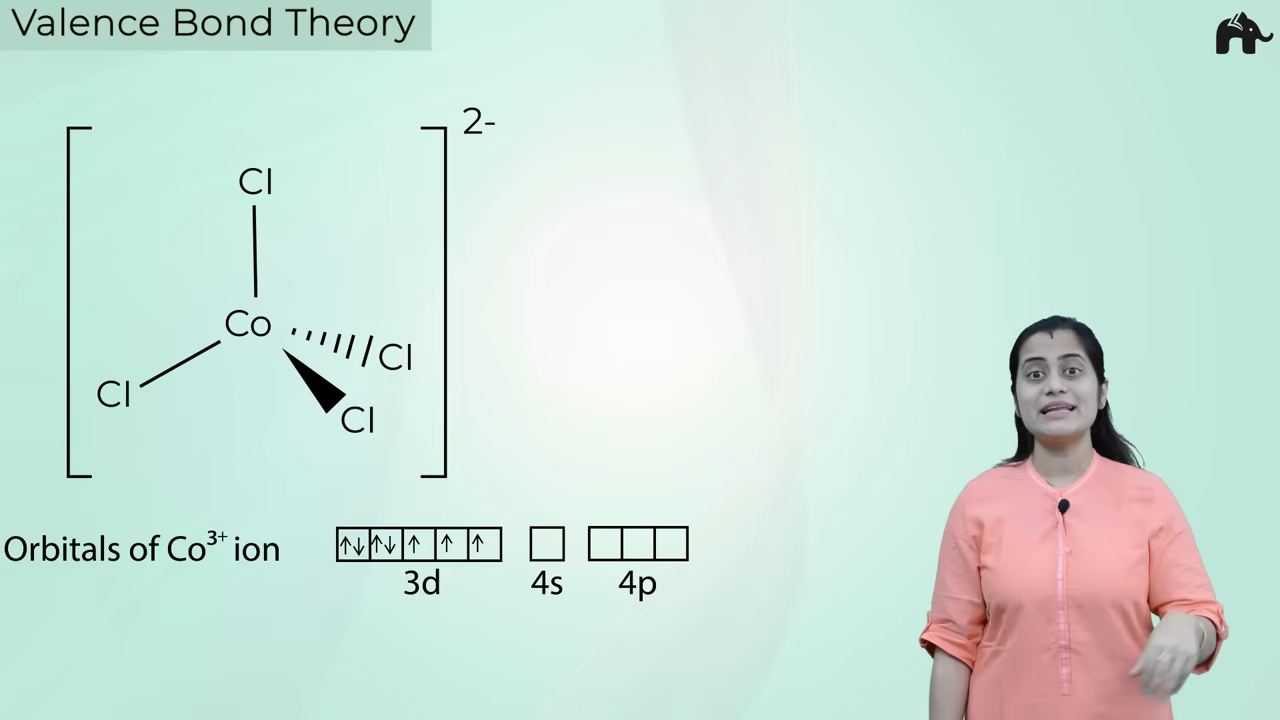 Valence Bond Theory
2-
Cl
Co
Cl
Cl
Cl
Orbitals of Co³⁺ ion
↑↓ ↑↓ ↑ ↑ ↑
3d 4s 4p